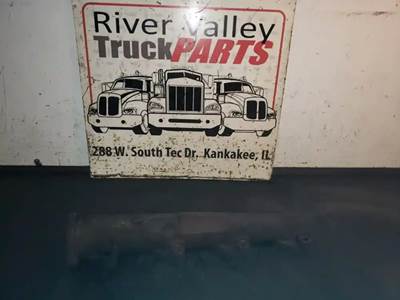 River Valley
TruckPARTS
288 W. South Tec Dr, Kankakee, IL